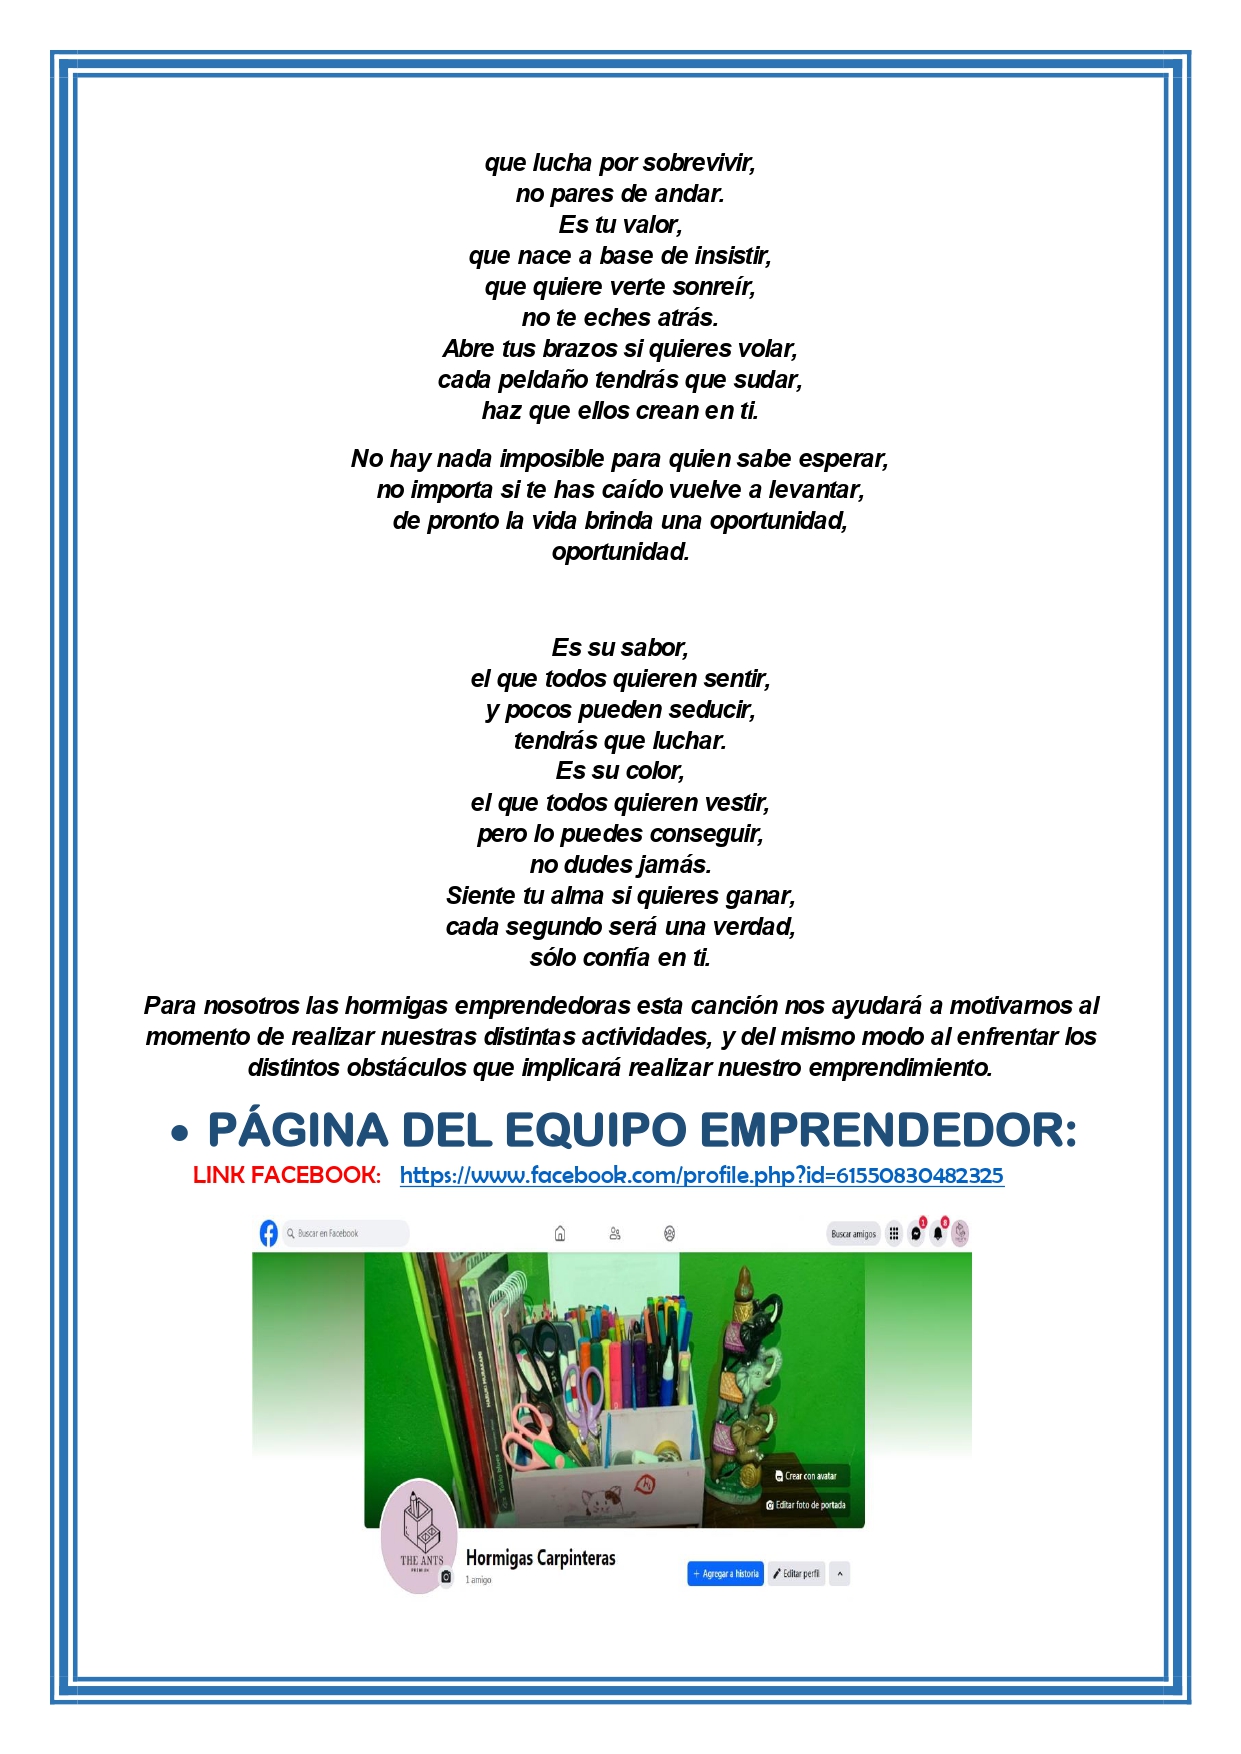 que lucha por sobrevivir,
no pares de andar.
Es tu valor,
que nace a base de insistir,
que quiere verte sonreír,
no te eches atrás.
Abre tus brazos si quieres volar,
cada peldaño tendrás que sudar,
haz que ellos crean en ti.
No hay nada imposible para quien sabe esperar,
no importa si te has caído vuelve a levantar,
de pronto la vida brinda una oportunidad,
oportunidad.
Es su sabor,
el que todos quieren sentir,
y pocos pueden seducir,
tendrás que luchar.
Es su color,
el que todos quieren vestir,
pero lo puedes conseguir,
no dudes jamás.
Siente tu alma si quieres ganar,
cada segundo será una verdad,
sólo confía en ti.
Para nosotros las hormigas emprendedoras esta canción nos ayudará a motivarnos al
momento de realizar nuestras distintas actividades, y del mismo modo al enfrentar los
distintos obstáculos que implicará realizar nuestro emprendimiento.
• PÁGINA DEL EQUIPO EMPRENDEDOR:
LINK FACEBOOK: https://www.facebook.com/profile.php?id=61550830482325
Buscar en Facebook
Buscar amigos
1
8
HARUKI MURAKAMI
Tokio blues
Crear con avatar
Editar foto de portada
THE ANTS
Hormigas Carpinteras
1 amigo
+ Agregar a historia
Editar perfil